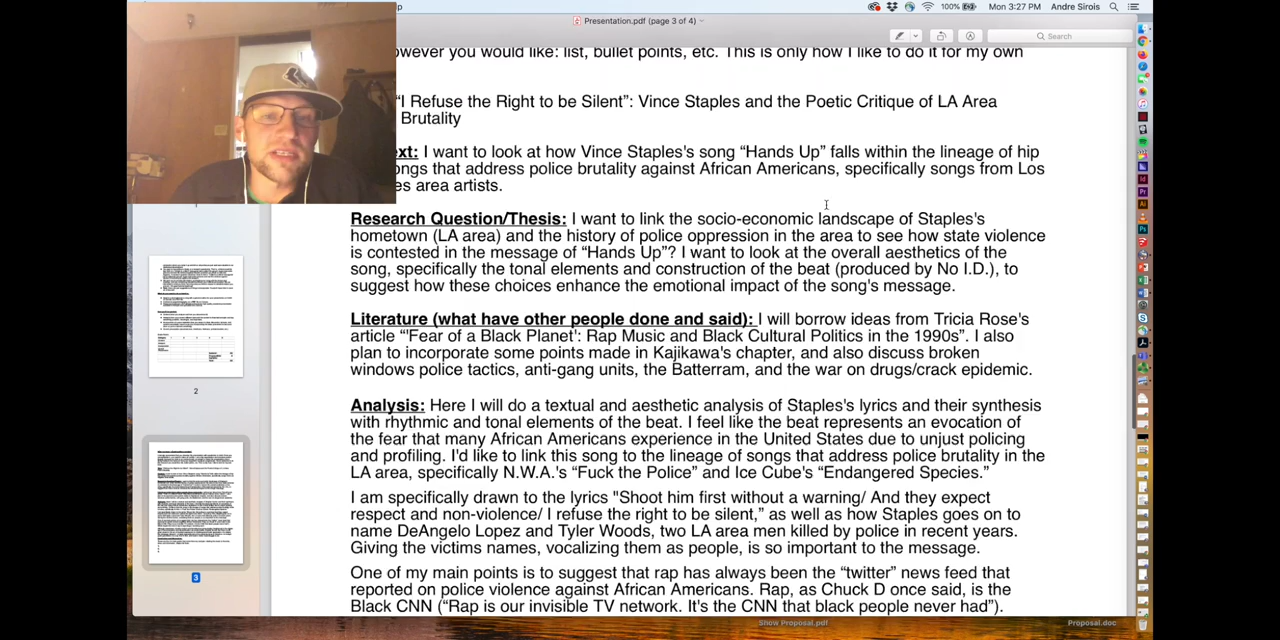 p
100%
Mon 3:27 PM
Andre Sirois
Presentation.pdf (page 3 of 4)
Search
owever you would like: list, bullet points, etc. This is only how I like to do it for my own
“I Refuse the Right to be Silent”: Vince Staples and the Poetic Critique of LA Area
Brutality
ext: I want to look at how Vince Staples's song “Hands Up” falls within the lineage of hip
ongs that address police brutality against African Americans, specifically songs from Los
es area artists.
Research Question/Thesis: I want to link the socio-economic landscape of Staples's
hometown (LA area) and the history of police oppression in the area to see how state violence
is contested in the message of “Hands Up”? I want to look at the overall aesthetics of the
song, specifically the tonal elements and construction of the beat (produced by No I.D.), to
suggest how these choices enhance the emotional impact of the song's message.
Literature (what have other people done and said): I will borrow ideas from Tricia Rose's
article “'Fear of a Black Planet': Rap Music and Black Cultural Politics in the 1990s”. I also
plan to incorporate some points made in Kajikawa's chapter, and also discuss broken
windows police tactics, anti-gang units, the Batterram, and the war on drugs/crack epidemic.
Analysis: Here I will do a textual and aesthetic analysis of Staples's lyrics and their synthesis
with rhythmic and tonal elements of the beat. I feel like the beat represents an evocation of
the fear that many African Americans experience in the United States due to unjust policing
and profiling. I'd like to link this song to the lineage of songs that address police brutality in the
LA area, specifically N.W.A.'s “Fuck the Police” and Ice Cube's “Endangered Species.”
I am specifically drawn to the lyrics "Shoot him first without a warning/ And they expect
respect and non-violence/ I refuse the right to be silent,” as well as how Staples goes on to
name DeAngelo Lopez and Tyler Woods, two LA area men killed by police in recent years.
Giving the victims names, vocalizing them as people, is so important to the message.
One of my main points is to suggest that rap has always been the “twitter” news feed that
reported on police violence against African Americans. Rap, as Chuck D once said, is the
Black CNN (“Rap is our invisible TV network. It's the CNN that black people never had”).
2
3
Show Proposal.pdf
Proposal.doc